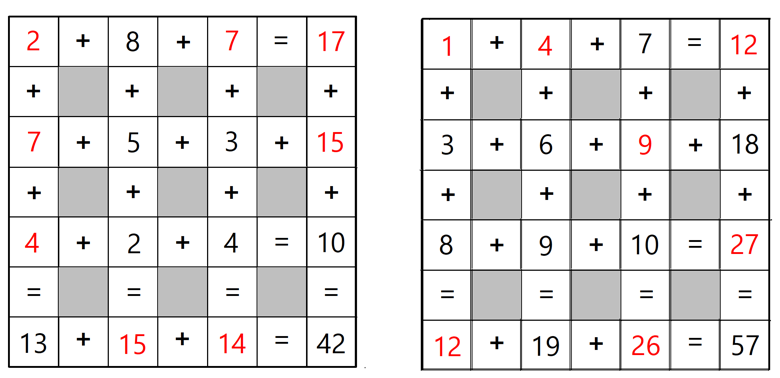 2 + 8 + 7 = 17
+ + + +
7 + 5 + 3 + 15
+ + + +
4 + 2 + 4 = 10
= = = =
13 + 15 + 14 = 42
1 + 4 + 7 = 12
+ + + +
3 + 6 + 9 + 18
+ + + +
8 + 9 + 10 = 27
= = = =
12 + 19 + 26 = 57